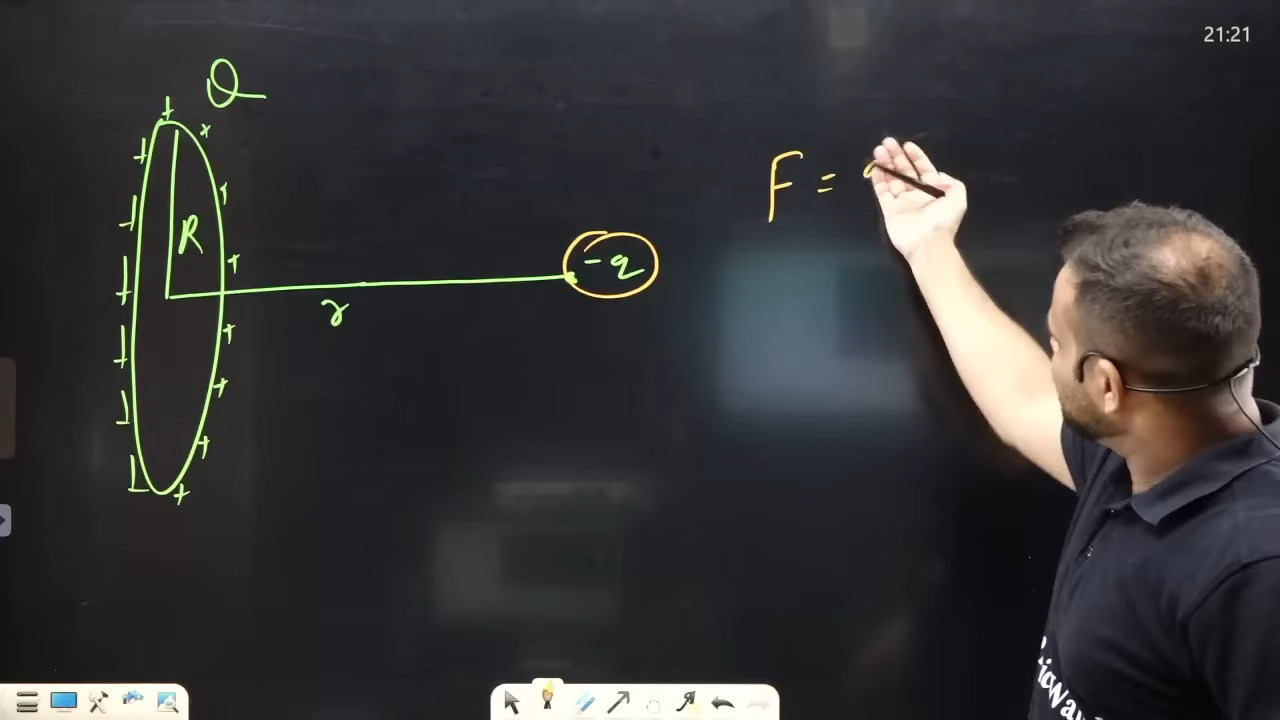 21:21
Q
+ + + + + + + + + + + + + + +
R
-q
r
F =